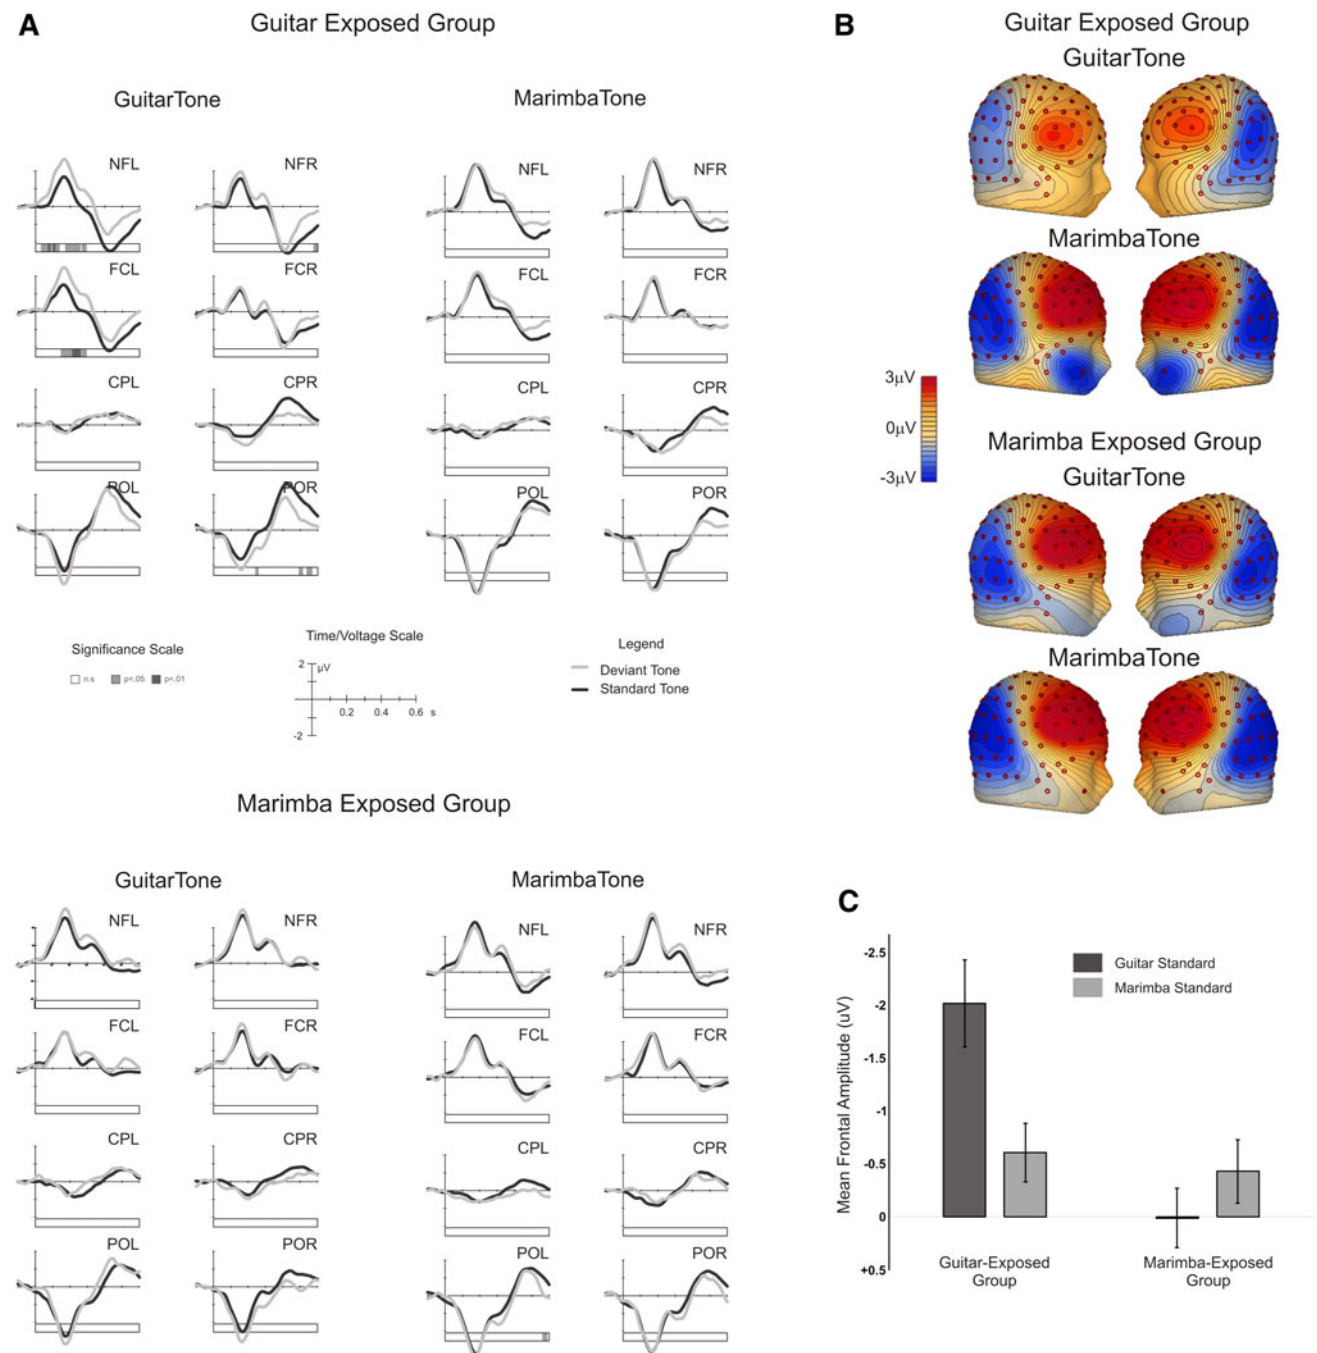 A
Guitar Exposed Group
GuitarTone
MarimbaTone
NFL
NFR
NFL
NFR
FCL
FCR
FCL
FCR
CPL
CPR
CPL
CPR
POL
POR
POL
POR
Significance Scale
n.s
p<.05
p<.01
Time/Voltage Scale
2
μV
-2
0.2
0.4
0.6
s
Legend
Deviant Tone
Standard Tone
Marimba Exposed Group
GuitarTone
MarimbaTone
NFL
NFR
NFL
NFR
FCL
FCR
FCL
FCR
CPL
CPR
CPL
CPR
POL
POR
POL
POR
B
Guitar Exposed Group
GuitarTone
MarimbaTone
3μV
0μV
-3μV
Marimba Exposed Group
GuitarTone
MarimbaTone
C
Mean Frontal Amplitude (uV)
-2.5
-2
-1.5
-1
-0.5
0
+0.5
Guitar Standard
Marimba Standard
Guitar-Exposed
Group
Marimba-Exposed
Group